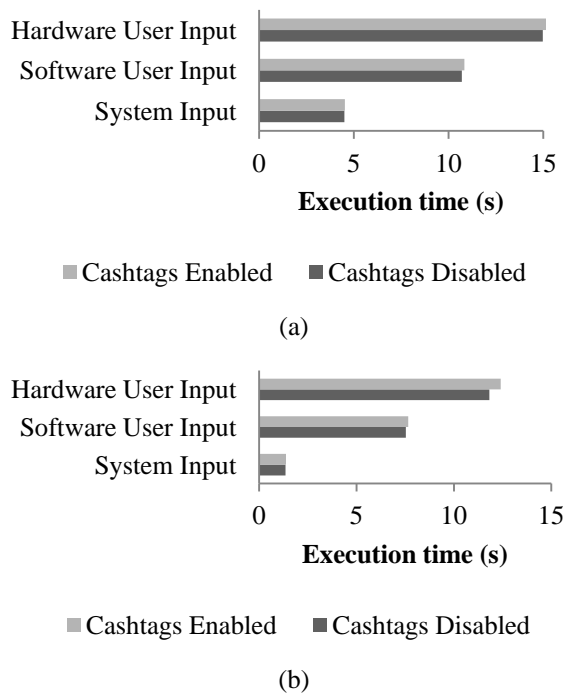 Hardware User Input
Software User Input
System Input
0 5 10 15
Execution time (s)
Cashtags Enabled Cashtags Disabled
(a)
Hardware User Input
Software User Input
System Input
0 5 10 15
Execution time (s)
Cashtags Enabled Cashtags Disabled
(b)